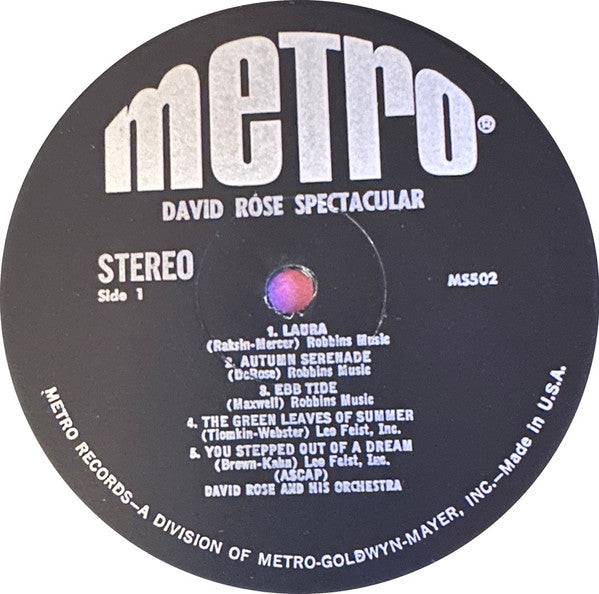 metro®
DAVID ROSE SPECTACULAR
STEREO
Side 1
MS502
1. LAURA
(Raksin-Mercer) Robbins Music
2. AUTUMN SERENADE
(DeRose) Robbins Music
3. EBB TIDE
(Maxwell) Robbins Music
4. THE GREEN LEAVES OF SUMMER
(Tiomkin-Webster) Leo Feist, Inc.
5. YOU STEPPED OUT OF A DREAM
(Brown-Kahn) Leo Feist, Inc.
(ASCAP)
DAVID ROSE AND HIS ORCHESTRA
METRO RECORDS—A DIVISION OF METRO-GOLDWYN-MAYER, INC.—Made in U.S.A.